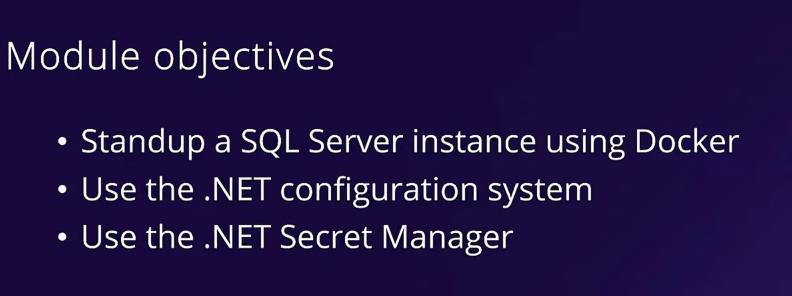 Module objectives
• Standup a SQL Server instance using Docker
• Use the .NET configuration system
• Use the .NET Secret Manager